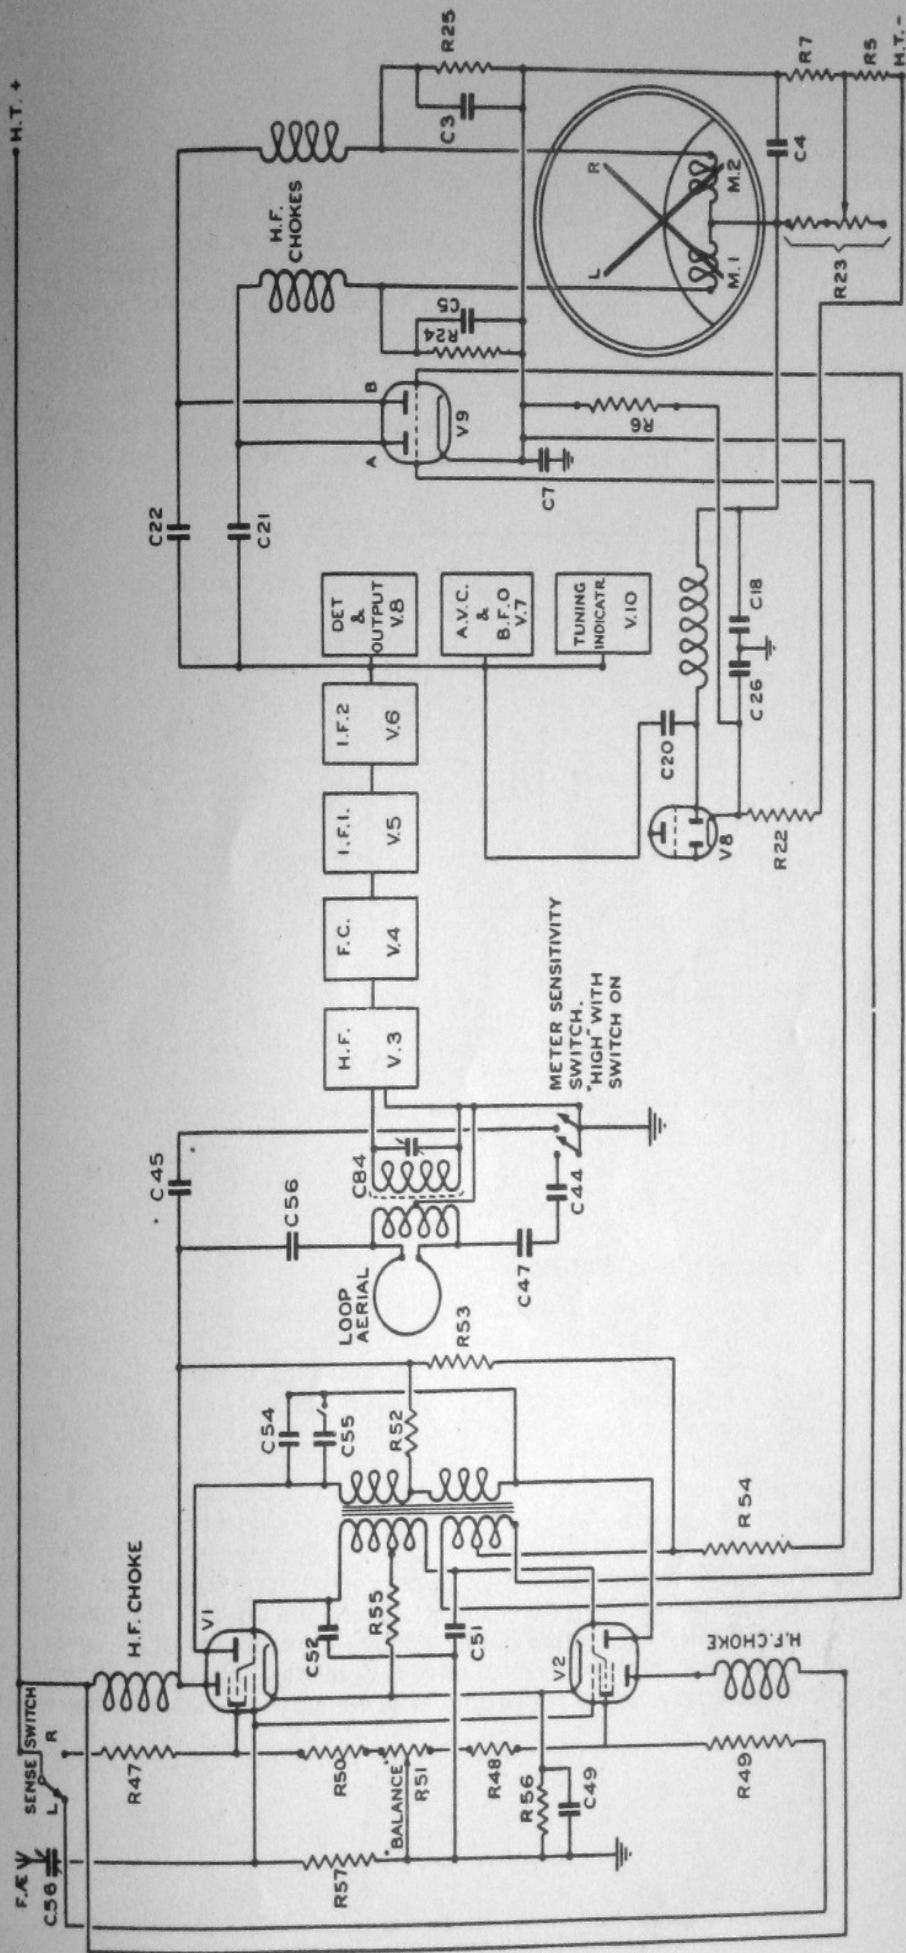 H.T. +
F.Æ
C.56
SENSE SWITCH
L
R
H.F. CHOKE
R47
V1
R50
"BALANCE"
R51
R48
R57
R56
C49
R49
C52
R55
C51
V2
H.F. CHOKE
C54
C55
R52
R53
R54
C45
C56
LOOP
AERIAL
C84
C47
C44
METER SENSITIVITY
SWITCH.
"HIGH" WITH
SWITCH ON
H.F.
V.3
F.C.
V.4
I.F.1.
V.5
I.F.2
V.6
DET
&
OUTPUT
V.8
A.V.C.
&
B.F.O
V.7
TUNING
INDICATR.
V.10
C22
C21
A
B
V9
C7
C20
V8
R22
C26
C18
R6
H.F.
CHOKES
R24
C5
C3
R25
L
R
M.1
M.2
C4
R23
R7
R5
H.T.-